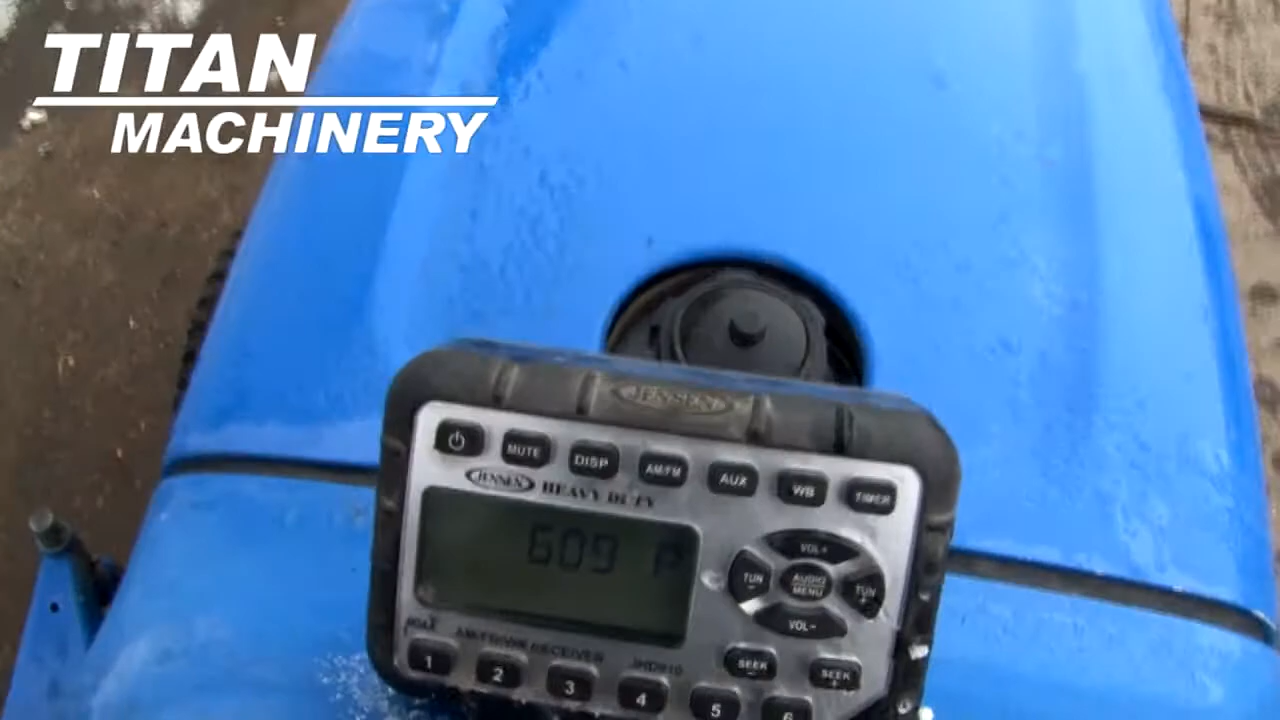 TITAN
MACHINERY
JENSEN
MUTE DISP AM/FM AUX WB TIMER
JENSEN HEAVY DUTY
609 P
VOL+
TUN - AUDIO MENU TUN +
VOL-
AM/FM/WB RECEIVER JHD910
SEEK - SEEK +
1 2 3 4 5 6